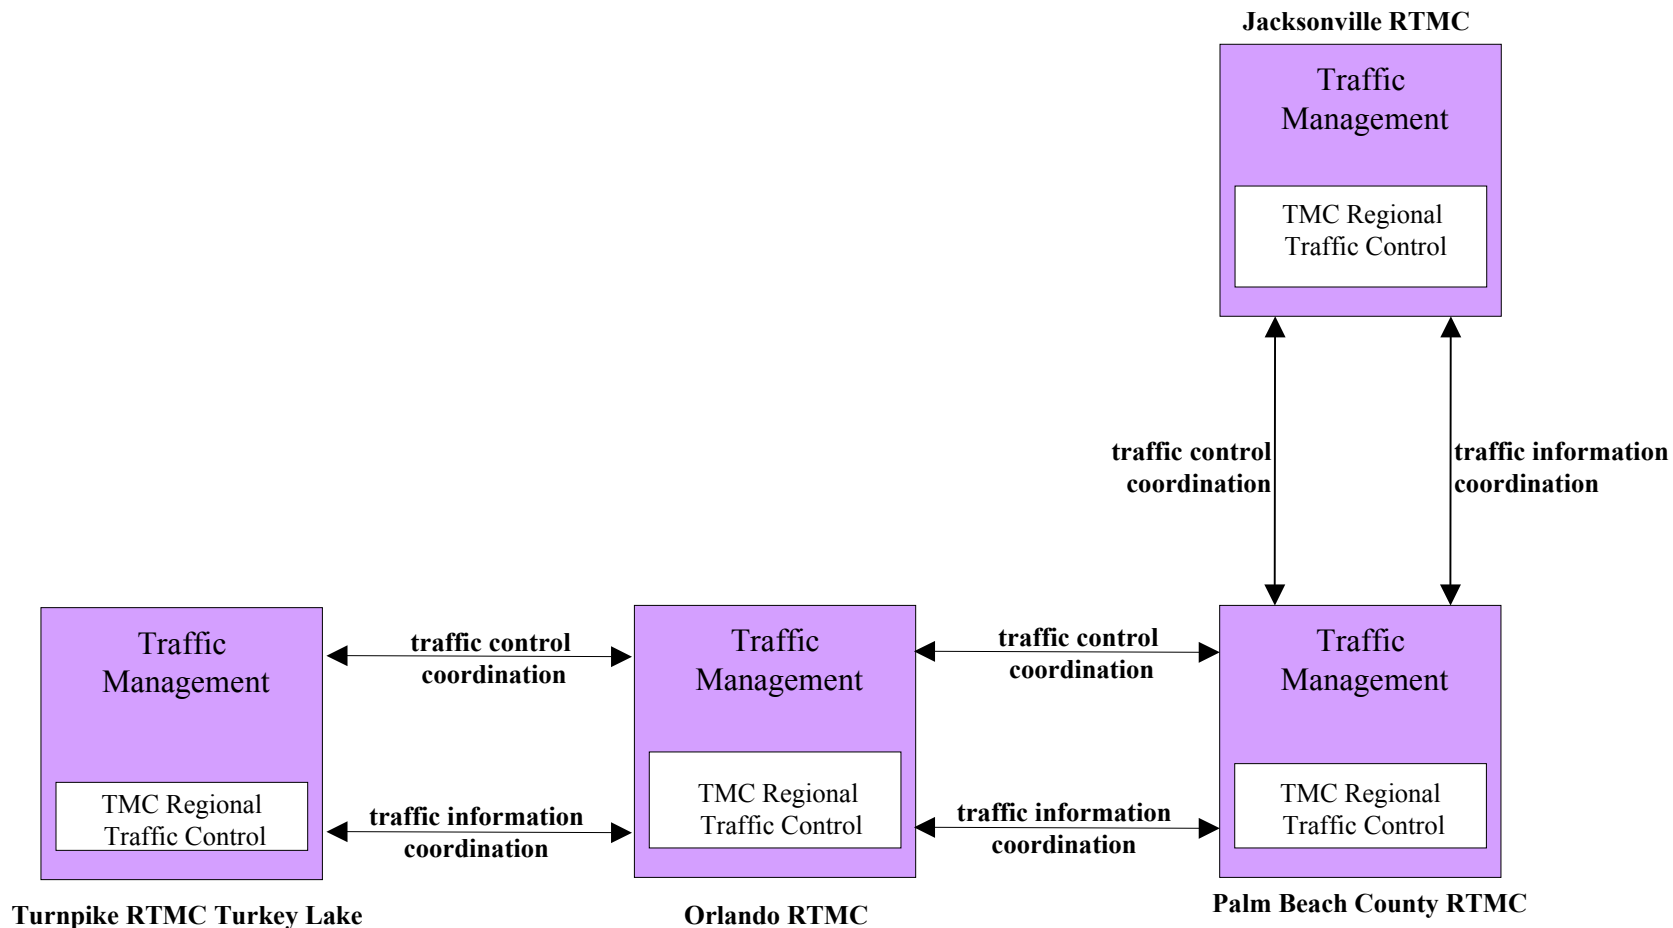 Jacksonville RTMC
Traffic
Management
TMC Regional
Traffic Control
traffic control
coordination
traffic information
coordination
Traffic
Management
TMC Regional
Traffic Control
Turnpike RTMC Turkey Lake
traffic control
coordination
traffic information
coordination
Traffic
Management
TMC Regional
Traffic Control
Orlando RTMC
traffic control
coordination
traffic information
coordination
Traffic
Management
TMC Regional
Traffic Control
Palm Beach County RTMC